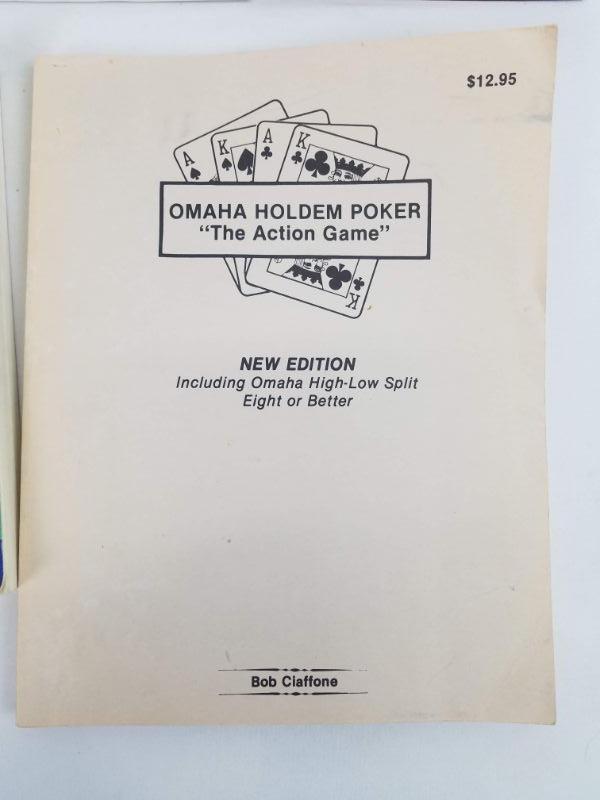 $12.95
A K A K
OMAHA HOLDEM POKER
"The Action Game"
K
NEW EDITION
Including Omaha High-Low Split
Eight or Better
Bob Ciaffone